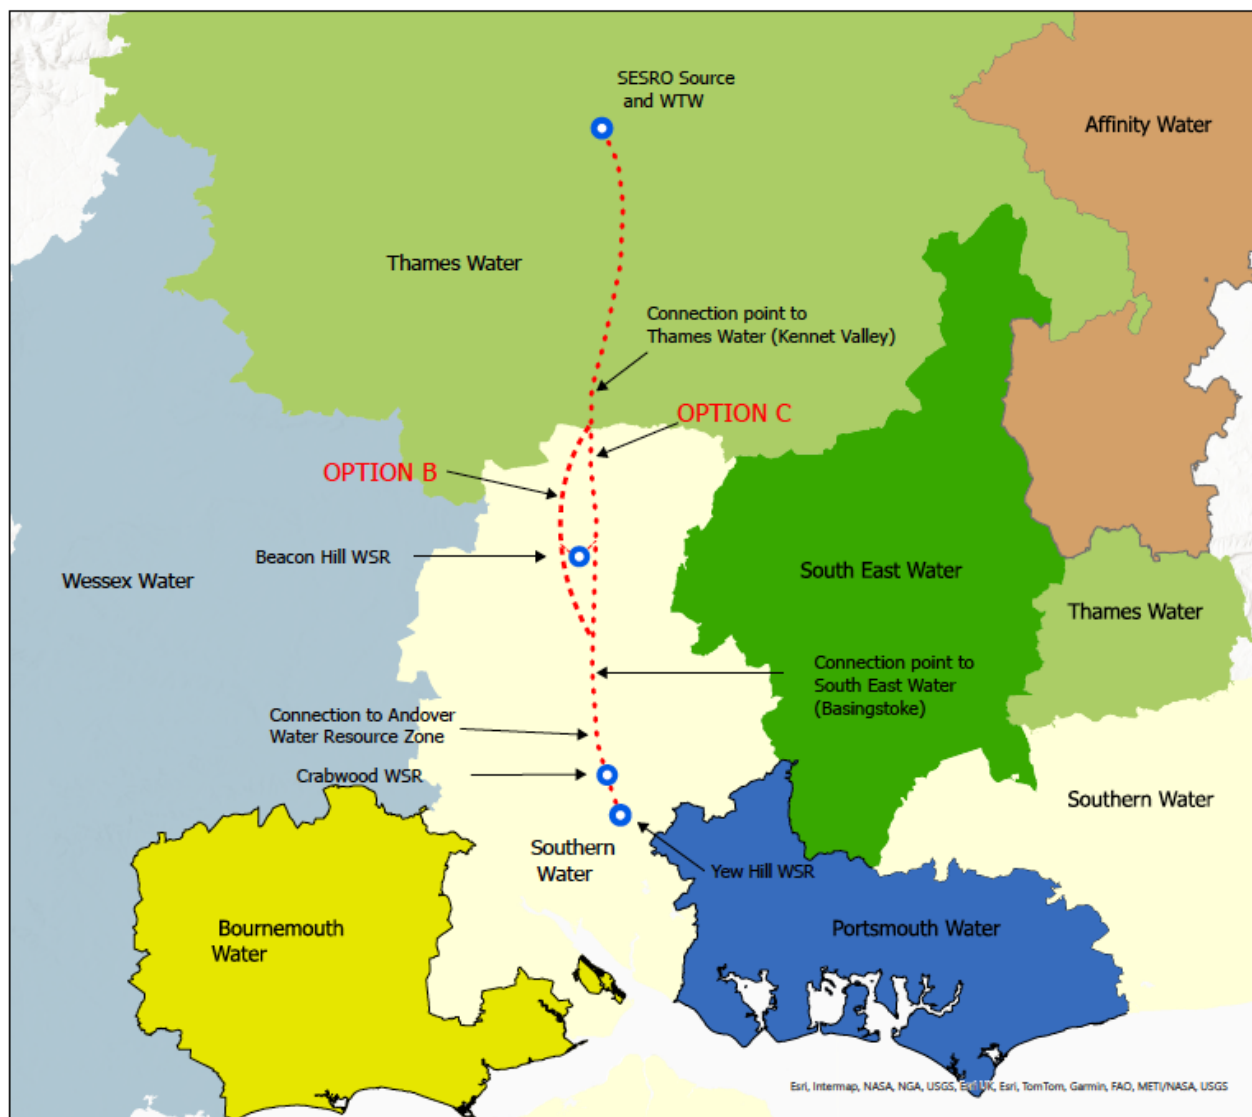 SESRO Source
and WTW
Affinity Water
Thames Water
Connection point to
Thames Water (Kennet Valley)
OPTION C
OPTION B
Beacon Hill WSR
Wessex Water
South East Water
Thames Water
Connection point to
South East Water
(Basingstoke)
Connection to Andover
Water Resource Zone
Crabwood WSR
Southern Water
Southern
Water
Yew Hill WSR
Bournemouth
Water
Portsmouth Water
Esri, Intermap, NASA, NGA, USGS, Esri UK, Esri, TomTom, Garmin, FAO, METI/NASA, USGS